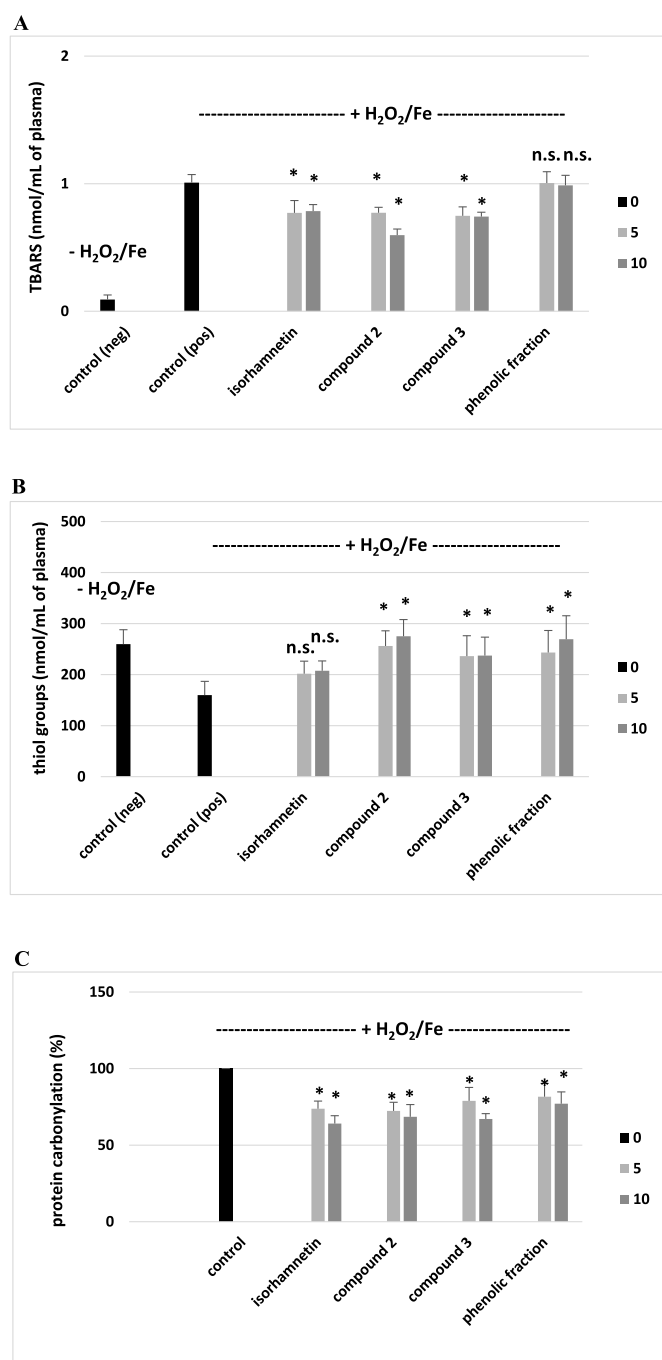 A
2
1
0
TBARS (nmol/mL of plasma)
- H₂O₂/Fe
---------------------- + H₂O₂/Fe ----------------------
* * * * * * n.s. n.s.
control (neg)
control (pos)
isorhamnetin
compound 2
compound 3
phenolic fraction
0
5
10
B
500
400
300
200
100
0
thiol groups (nmol/mL of plasma)
- H₂O₂/Fe
------------------- + H₂O₂/Fe -------------------
n.s. n.s. * * * * * *
control (neg)
control (pos)
isorhamnetin
compound 2
compound 3
phenolic fraction
0
5
10
C
150
100
50
0
protein carbonylation (%)
--------------------- + H₂O₂/Fe ------------------
* * * * * * * *
control
isorhamnetin
compound 2
compound 3
phenolic fraction
0
5
10